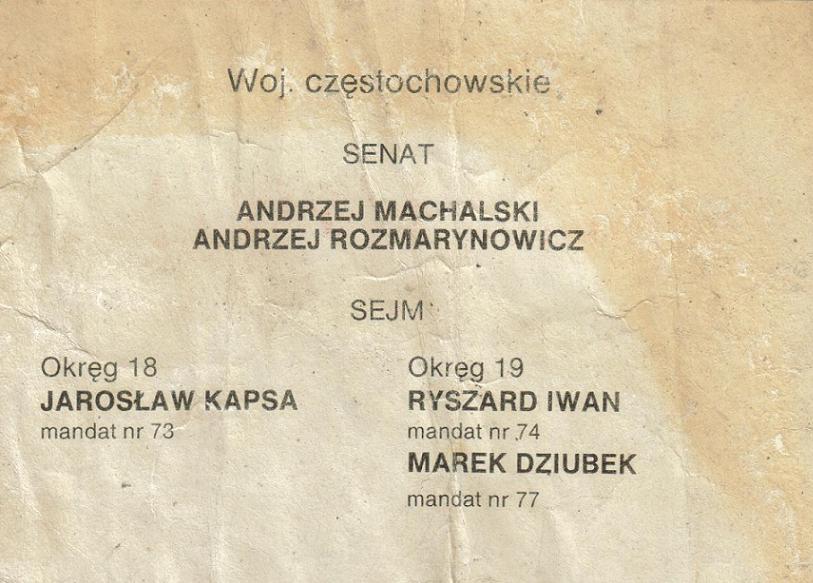 Woj. częstochowskie
SENAT
ANDRZEJ MACHALSKI
ANDRZEJ ROZMARYNOWICZ
SEJM
Okręg 18
JAROSŁAW KAPSA
mandat nr 73
Okręg 19
RYSZARD IWAN
mandat nr 74
MAREK DZIUBEK
mandat nr 77